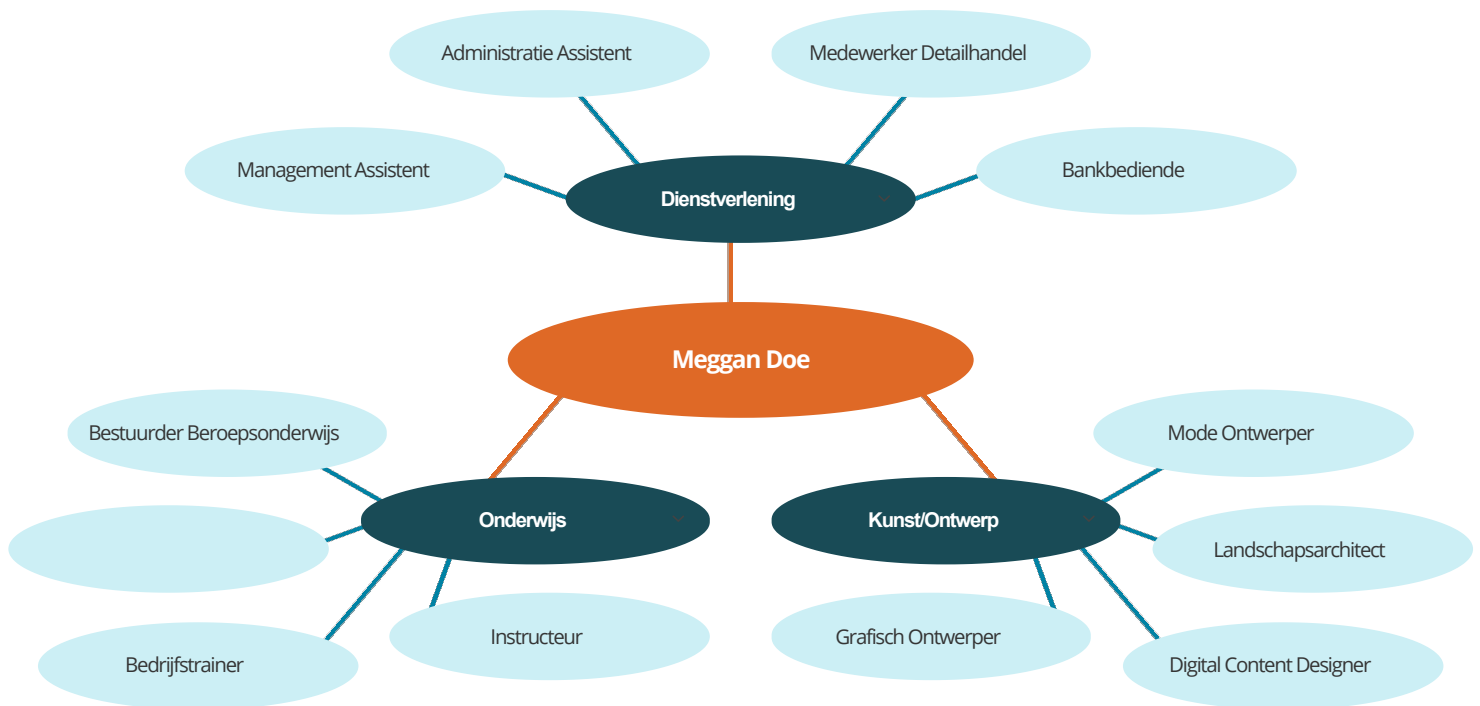 Administratie Assistent
Medewerker Detailhandel
Management Assistent
Bankbediende
Dienstverlening
Meggan Doe
Bestuurder Beroepsonderwijs
Mode Ontwerper
Onderwijs
Kunst/Ontwerp
Landschapsarchitect
Instructeur
Grafisch Ontwerper
Bedrijfstrainer
Digital Content Designer